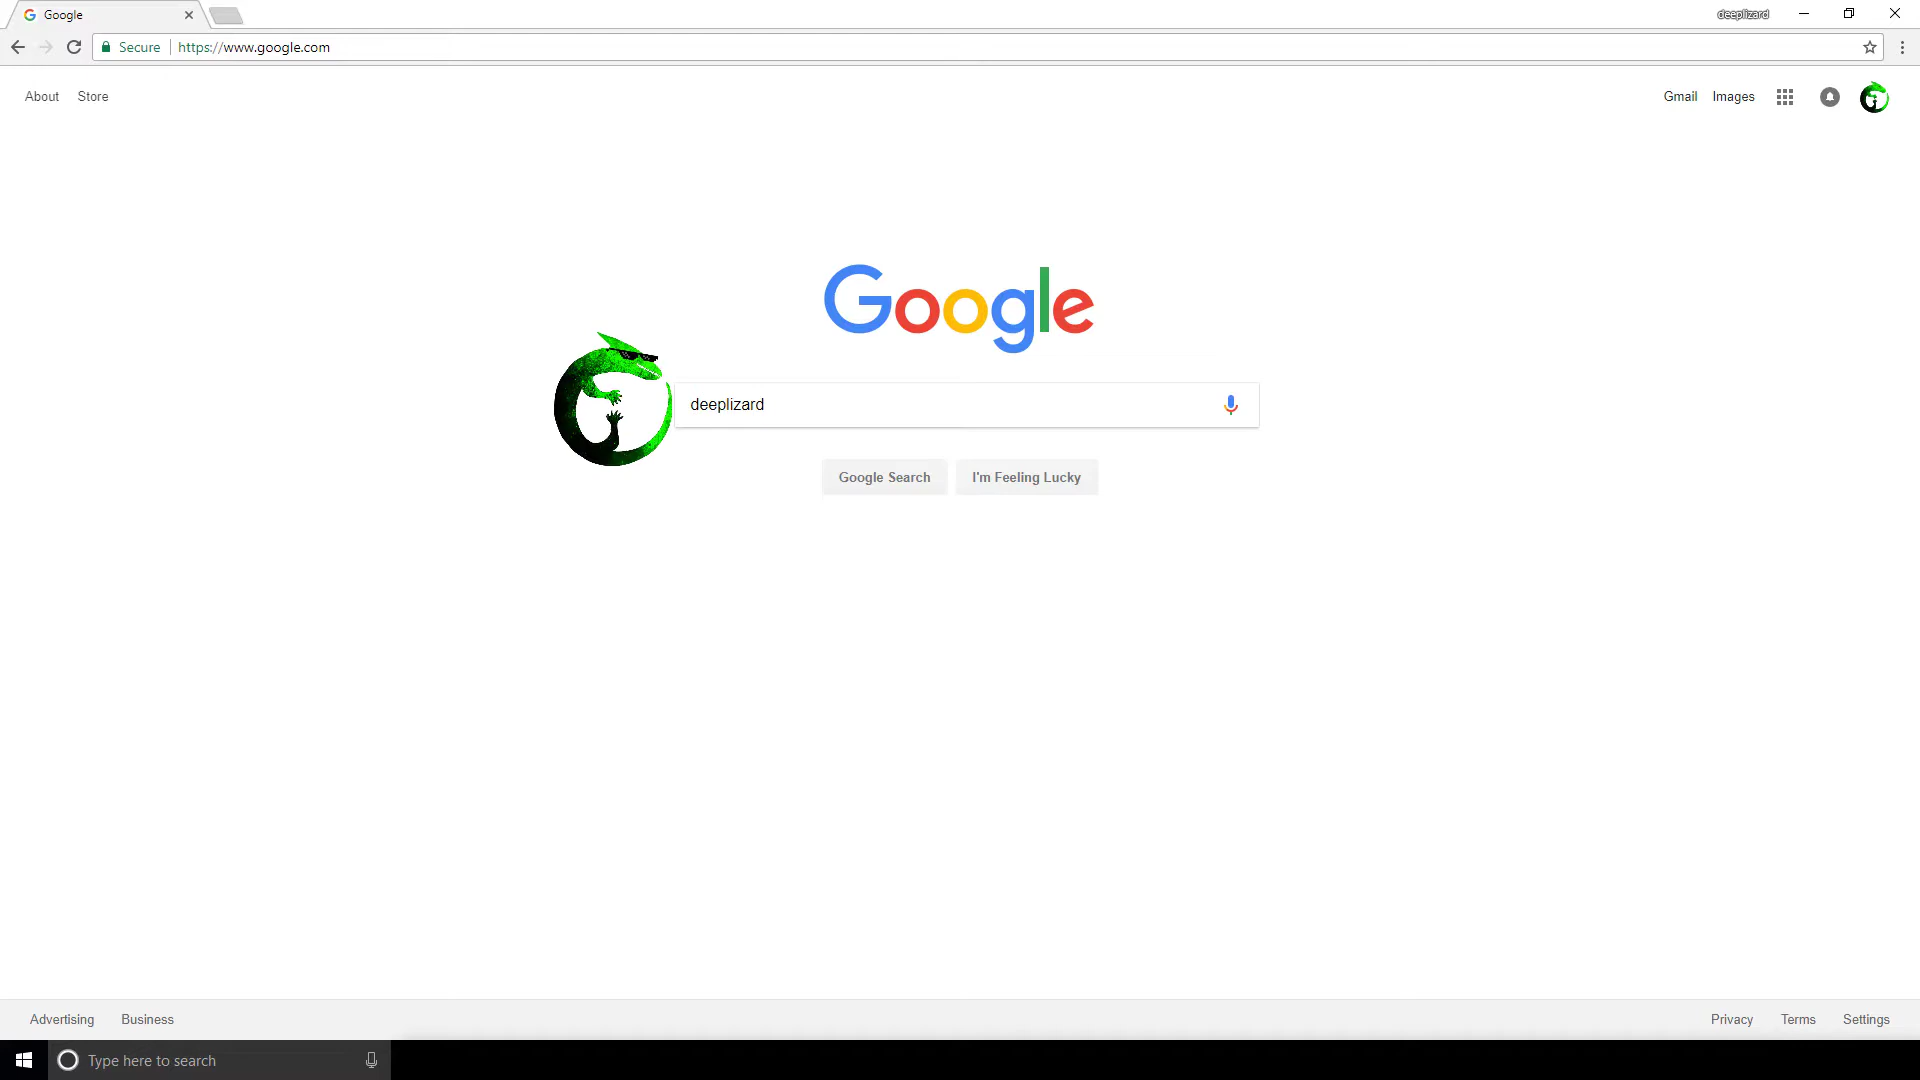 Google
deeplizard
Secure https://www.google.com
About Store
Gmail Images
Google
deeplizard
Google Search I'm Feeling Lucky
Advertising Business
Privacy Terms Settings
Type here to search